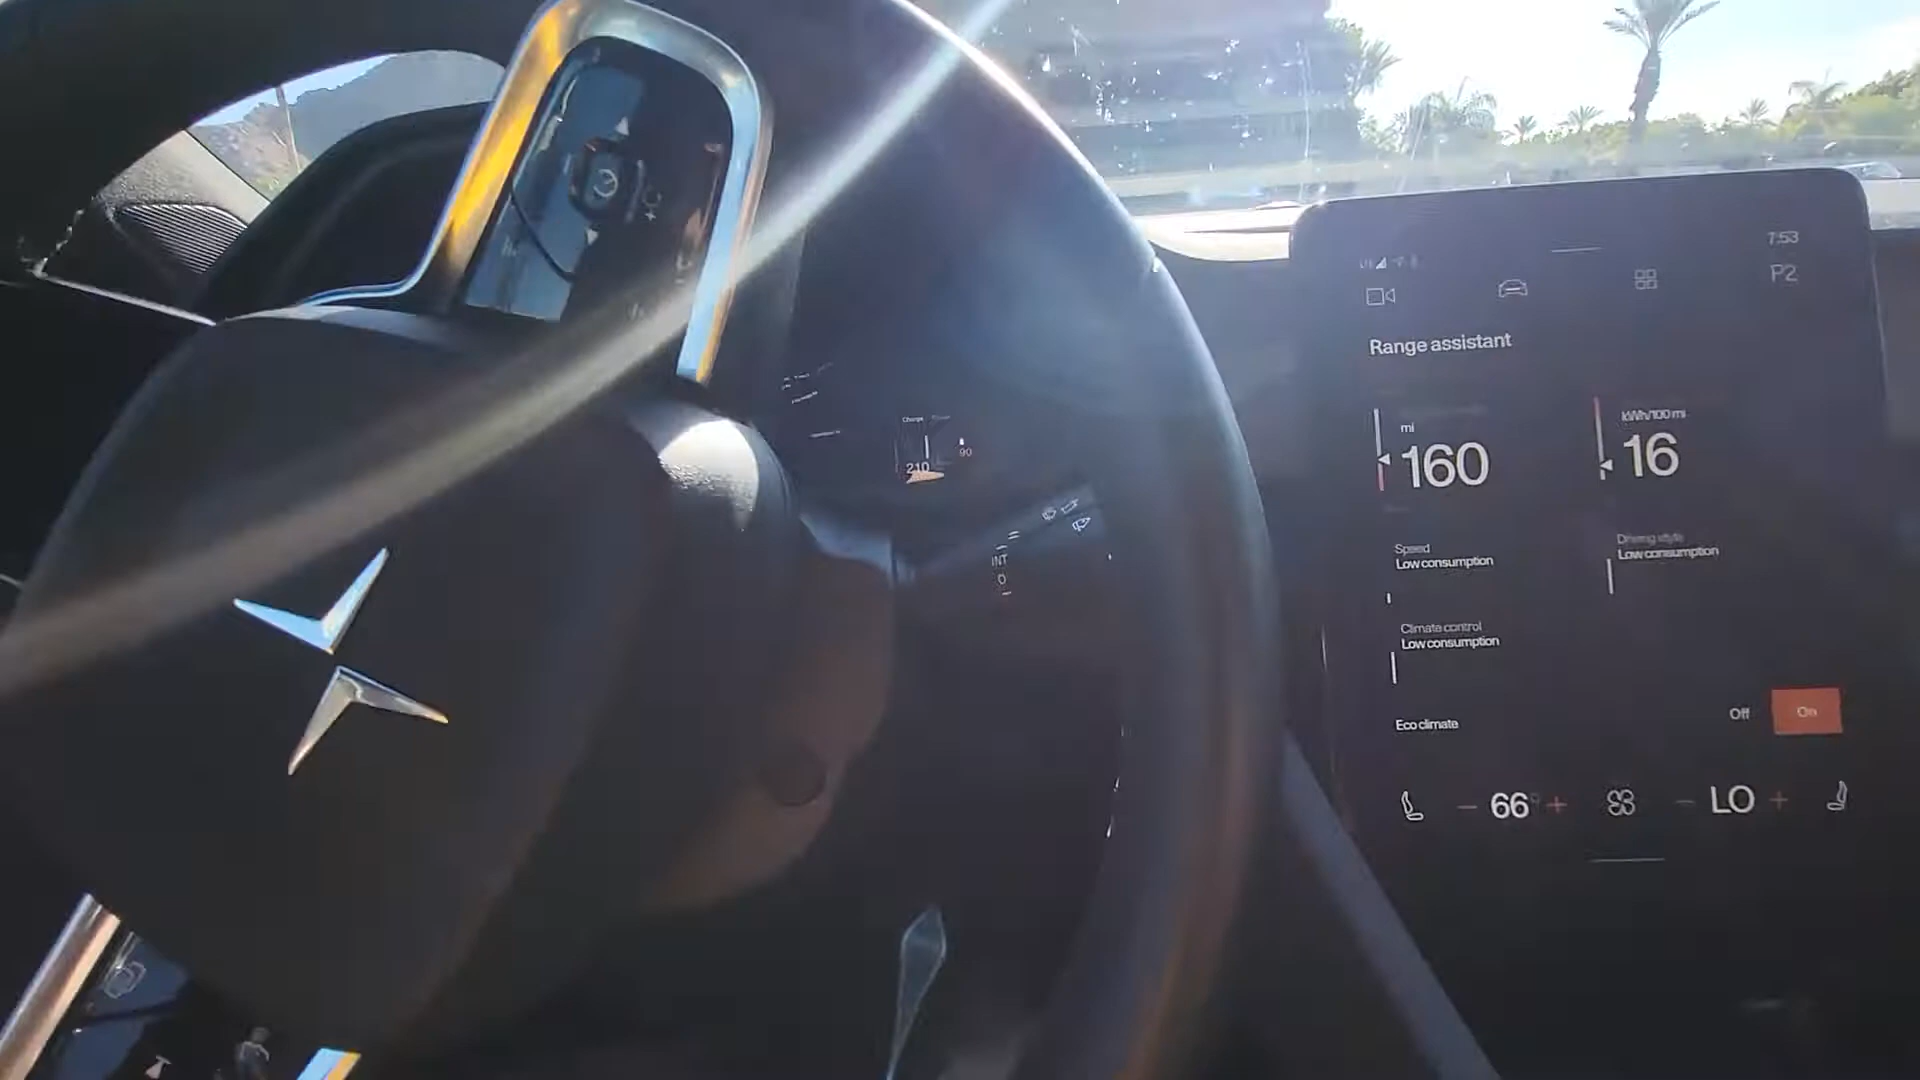 7:53
P2
Range assistant
mi
160
kWh/100 mi
16
Speed
Low consumption
Driving style
Low consumption
Climate control
Low consumption
Eco climate
Off
On
− 66° +
− LO +
Charge
210
90
INT
0